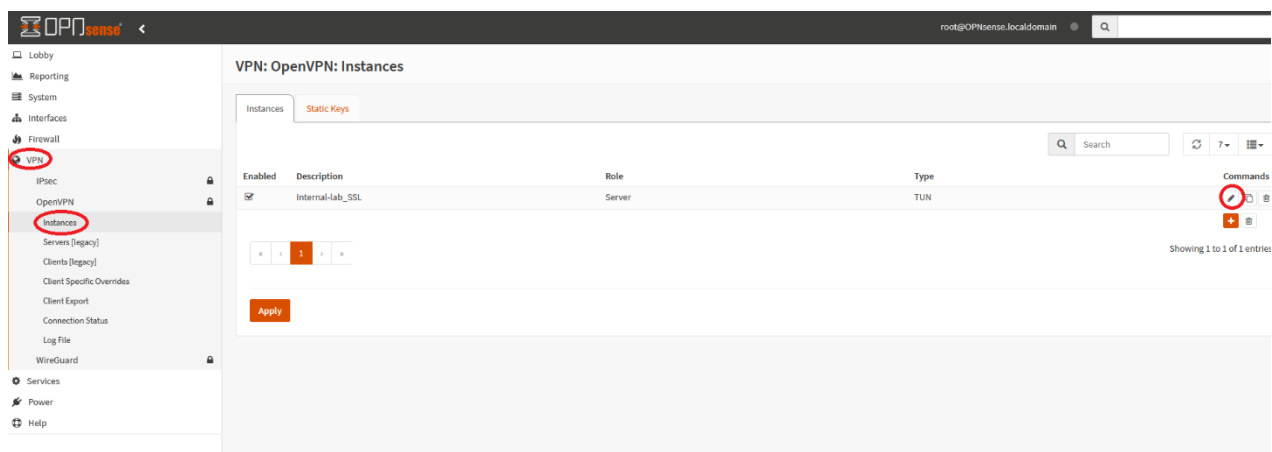 OPNsense
root@OPNsense.localdomain
Lobby
Reporting
System
Interfaces
Firewall
VPN
IPsec
OpenVPN
Instances
Servers [legacy]
Clients [legacy]
Client Specific Overrides
Client Export
Connection Status
Log File
WireGuard
Services
Power
Help
VPN: OpenVPN: Instances
Instances Static Keys
Search 7
Enabled Description Role Type Commands
Internal-lab_SSL Server TUN
« ‹ 1 › »
Showing 1 to 1 of 1 entries
Apply